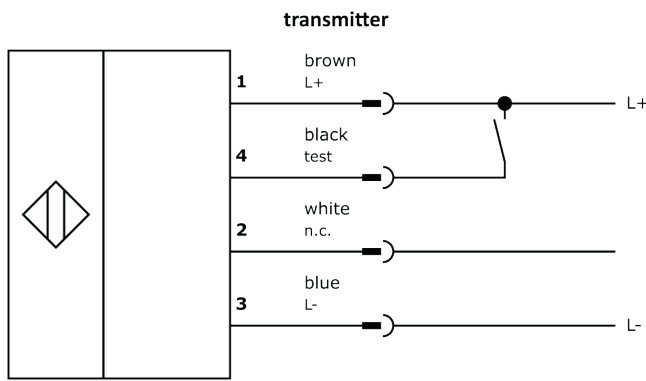 transmitter
brown
1 L+ L+
black
4 test
white
2 n.c.
blue
3 L- L-